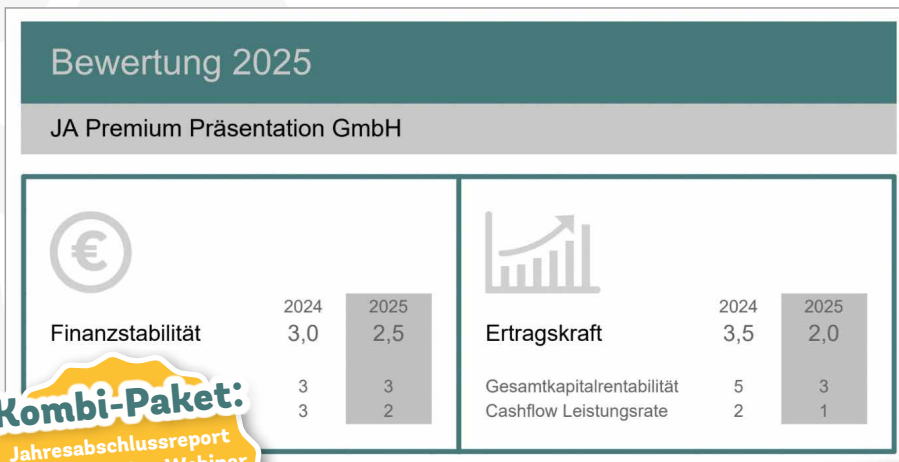 Bewertung 2025
JA Premium Präsentation GmbH
€
2024 2025
Finanzstabilität 3,0 2,5
3 3
3 2
2024 2025
Ertragskraft 3,5 2,0
Gesamtkapitalrentabilität 5 3
Cashflow Leistungsrate 2 1
Kombi-Paket:
Jahresabschlussreport
Webinar